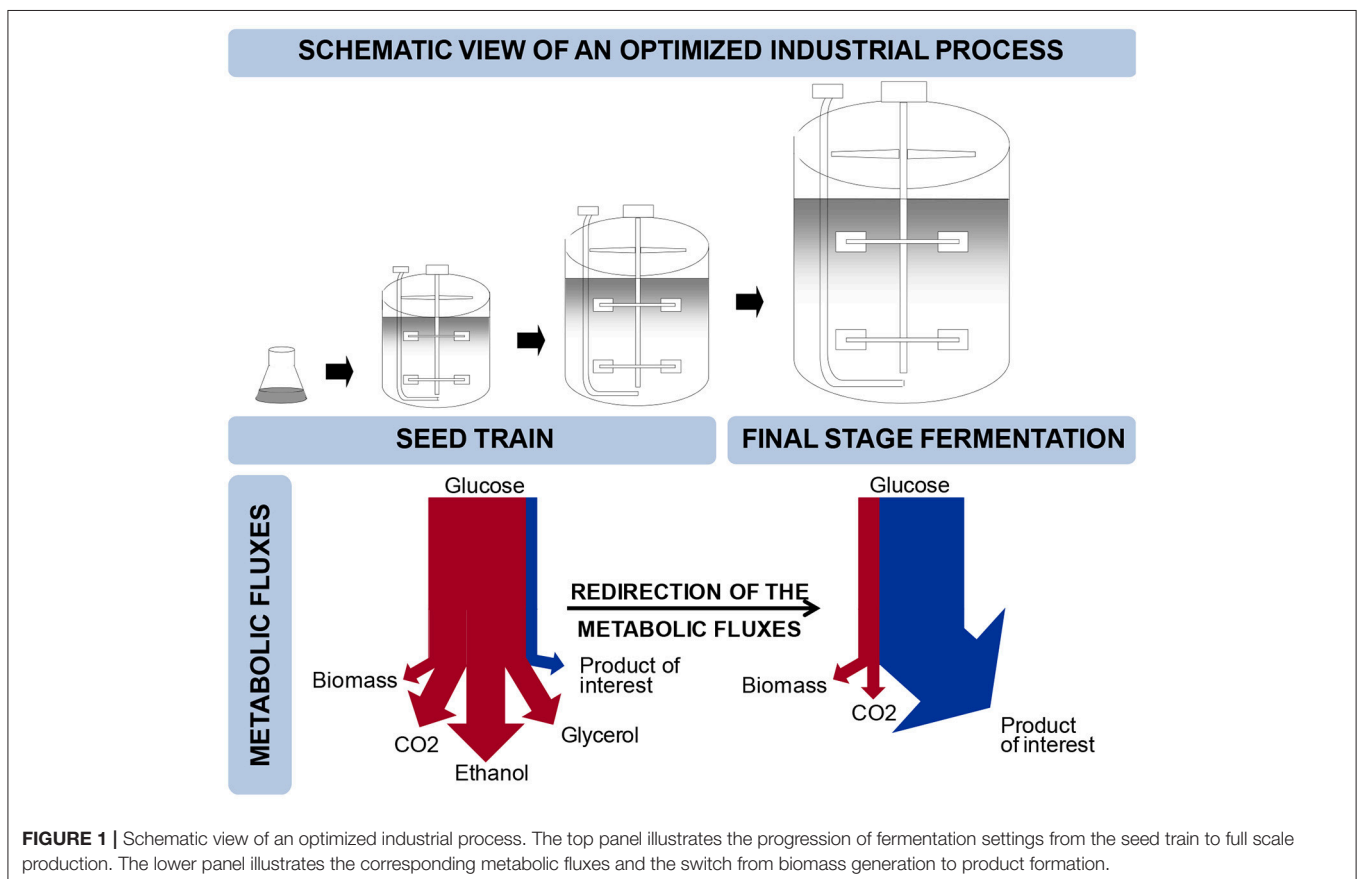 SCHEMATIC VIEW OF AN OPTIMIZED INDUSTRIAL PROCESS
SEED TRAIN
FINAL STAGE FERMENTATION
METABOLIC FLUXES
Glucose
Biomass
CO2
Ethanol
Glycerol
Product of
interest
REDIRECTION OF THE
METABOLIC FLUXES
Glucose
Biomass
CO2
Product
of interest
FIGURE 1 | Schematic view of an optimized industrial process. The top panel illustrates the progression of fermentation settings from the seed train to full scale
production. The lower panel illustrates the corresponding metabolic fluxes and the switch from biomass generation to product formation.